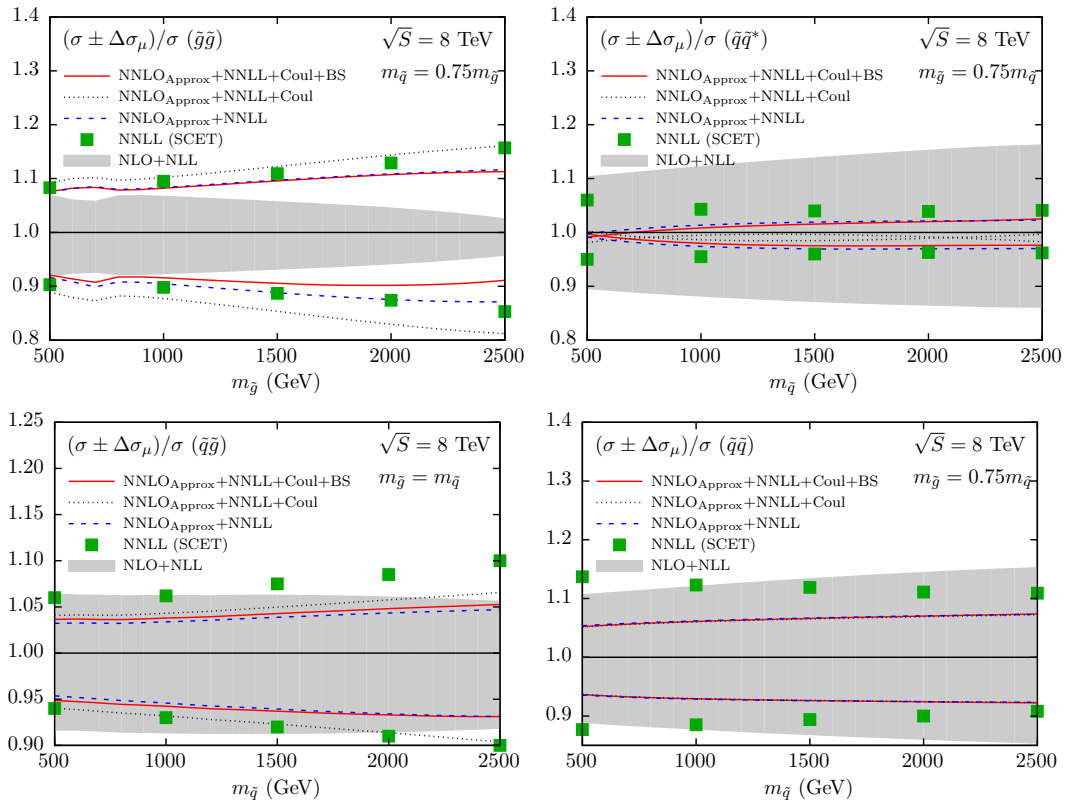 (σ ± Δσ_μ)/σ (g̃g̃) √S = 8 TeV
NNLO_Approx+NNLL+Coul+BS m_q̃ = 0.75m_g̃
NNLO_Approx+NNLL+Coul
NNLO_Approx+NNLL
NNLL (SCET)
NLO+NLL
1.4
1.3
1.2
1.1
1.0
0.9
0.8
500 1000 1500 2000 2500
m_g̃ (GeV)
(σ ± Δσ_μ)/σ (q̃q̃*) √S = 8 TeV
NNLO_Approx+NNLL+Coul+BS m_g̃ = 0.75m_q̃
NNLO_Approx+NNLL+Coul
NNLO_Approx+NNLL
NNLL (SCET)
NLO+NLL
1.4
1.3
1.2
1.1
1.0
0.9
0.8
500 1000 1500 2000 2500
m_q̃ (GeV)
(σ ± Δσ_μ)/σ (q̃g̃) √S = 8 TeV
NNLO_Approx+NNLL+Coul+BS m_g̃ = m_q̃
NNLO_Approx+NNLL+Coul
NNLO_Approx+NNLL
NNLL (SCET)
NLO+NLL
1.25
1.20
1.15
1.10
1.05
1.00
0.95
0.90
500 1000 1500 2000 2500
m_q̃ (GeV)
(σ ± Δσ_μ)/σ (q̃q̃) √S = 8 TeV
NNLO_Approx+NNLL+Coul+BS m_g̃ = 0.75m_q̃
NNLO_Approx+NNLL+Coul
NNLO_Approx+NNLL
NNLL (SCET)
NLO+NLL
1.4
1.3
1.2
1.1
1.0
0.9
500 1000 1500 2000 2500
m_q̃ (GeV)